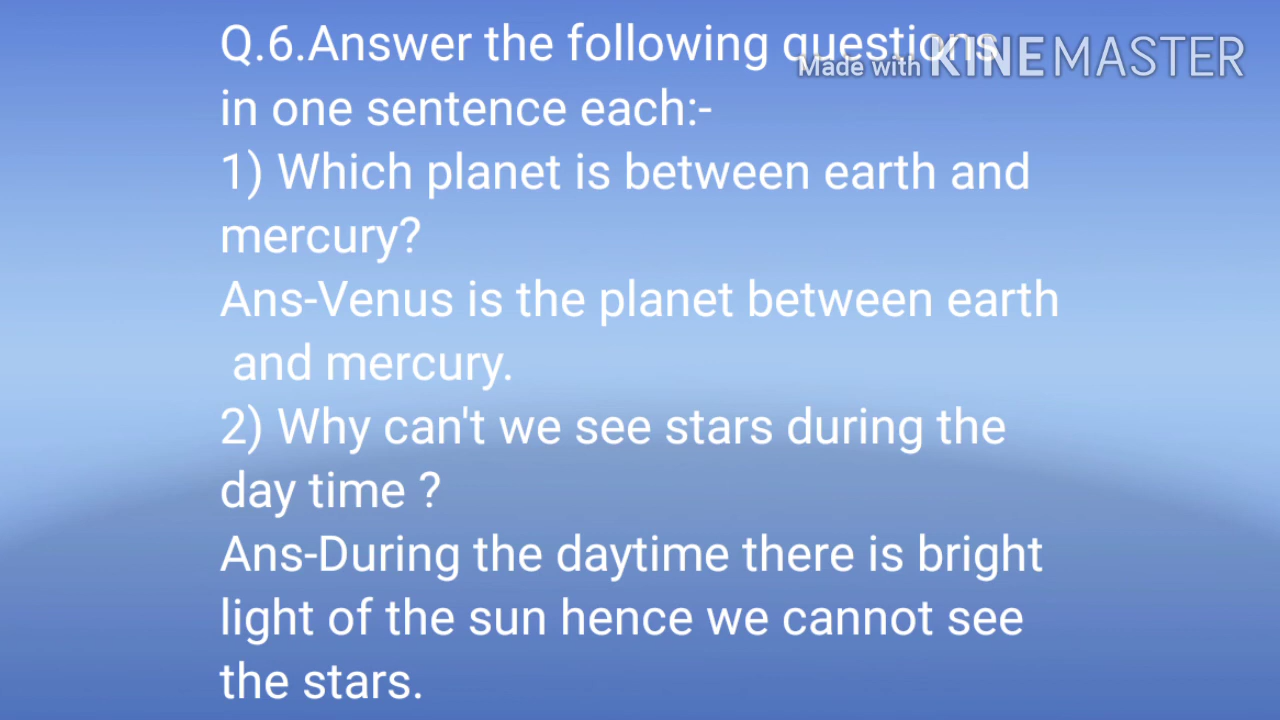 Q.6.Answer the following questions
Made with KINEMASTER
in one sentence each:-
1) Which planet is between earth and
mercury?
Ans-Venus is the planet between earth
and mercury.
2) Why can't we see stars during the
day time ?
Ans-During the daytime there is bright
light of the sun hence we cannot see
the stars.